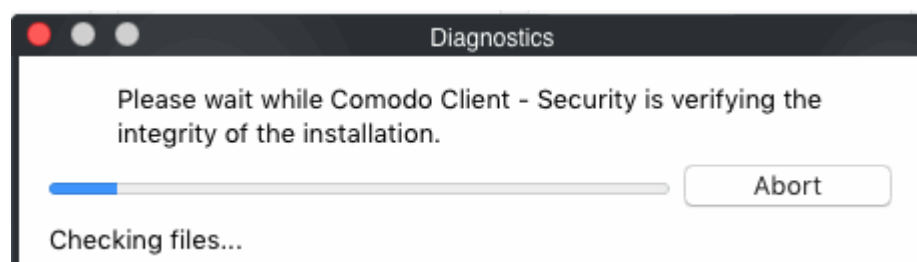 Diagnostics
Please wait while Comodo Client - Security is verifying the
integrity of the installation.
Abort
Checking files...